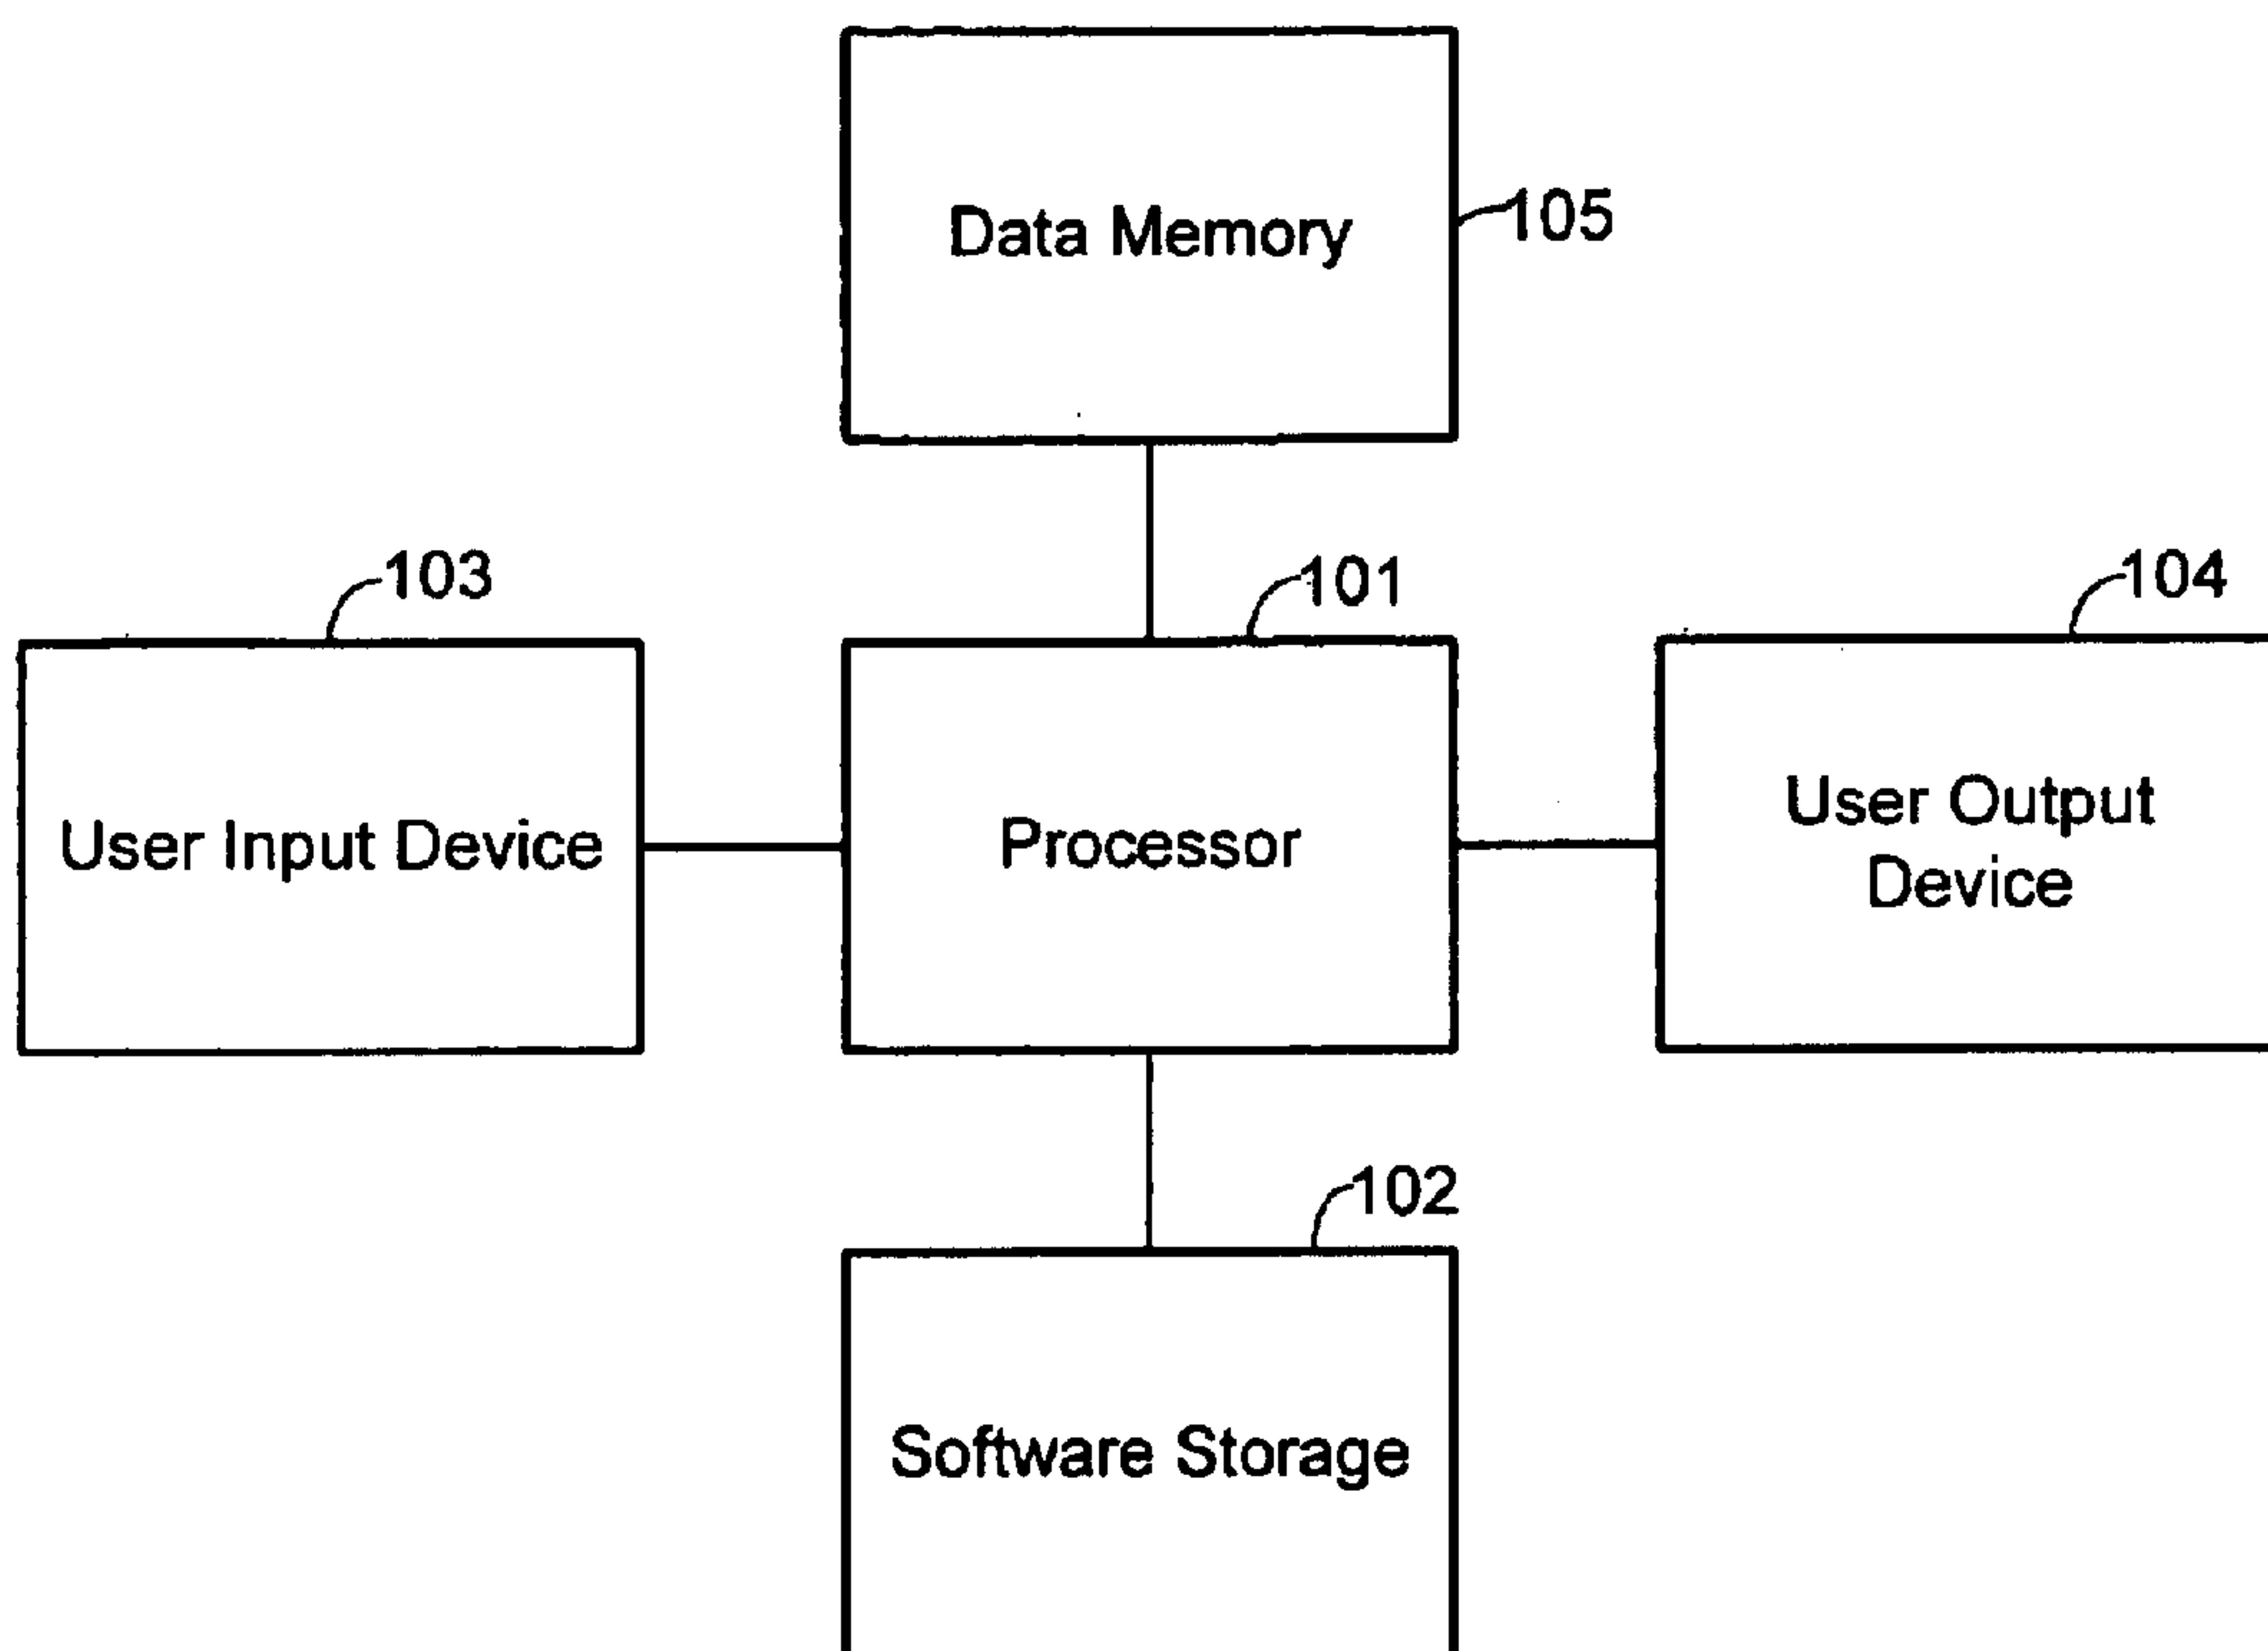 Data Memory
105
103
101
104
User Input Device
Processor
User Output
Device
102
Software Storage